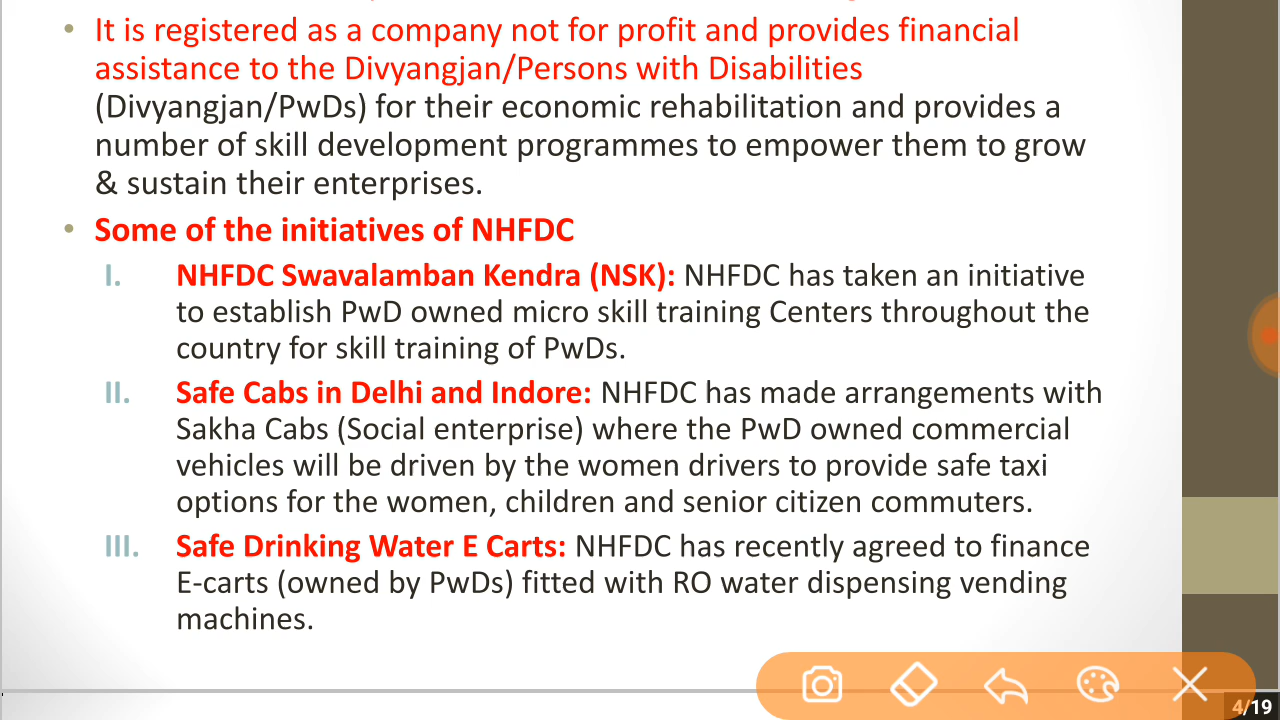 • It is registered as a company not for profit and provides financial
assistance to the Divyangjan/Persons with Disabilities
(Divyangjan/PwDs) for their economic rehabilitation and provides a
number of skill development programmes to empower them to grow
& sustain their enterprises.
• Some of the initiatives of NHFDC
I. NHFDC Swavalamban Kendra (NSK): NHFDC has taken an initiative
to establish PwD owned micro skill training Centers throughout the
country for skill training of PwDs.
II. Safe Cabs in Delhi and Indore: NHFDC has made arrangements with
Sakha Cabs (Social enterprise) where the PwD owned commercial
vehicles will be driven by the women drivers to provide safe taxi
options for the women, children and senior citizen commuters.
III. Safe Drinking Water E Carts: NHFDC has recently agreed to finance
E-carts (owned by PwDs) fitted with RO water dispensing vending
machines.
4/19